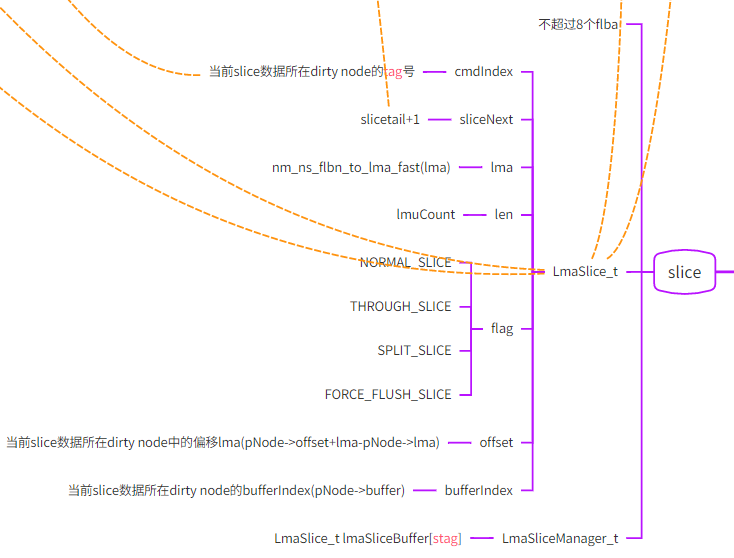 不超过8个flba
当前slice数据所在dirty node的tag号 cmdIndex
slicetail+1 sliceNext
nm_ns_flbn_to_lma_fast(lma) lma
lmuCount len
NORMAL_SLICE
LmaSlice_t slice
THROUGH_SLICE
flag
SPLIT_SLICE
FORCE_FLUSH_SLICE
当前slice数据所在dirty node中的偏移lma(pNode->offset+lma-pNode->lma) offset
当前slice数据所在dirty node的bufferIndex(pNode->buffer) bufferIndex
LmaSlice_t lmaSliceBuffer[stag] LmaSliceManager_t